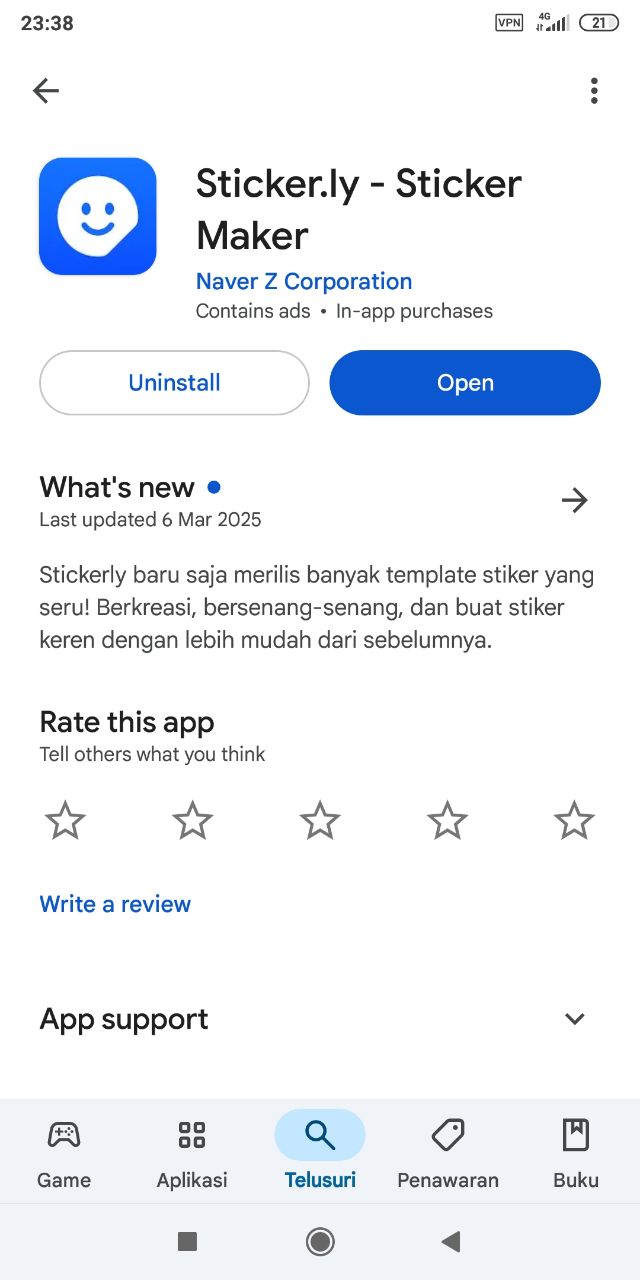 23:38
VPN
4G
21
Sticker.ly - Sticker
Maker
Naver Z Corporation
Contains ads • In-app purchases
Uninstall
Open
What's new
Last updated 6 Mar 2025
Stickerly baru saja merilis banyak template stiker yang
seru! Berkreasi, bersenang-senang, dan buat stiker
keren dengan lebih mudah dari sebelumnya.
Rate this app
Tell others what you think
Write a review
App support
Game
Aplikasi
Telusuri
Penawaran
Buku